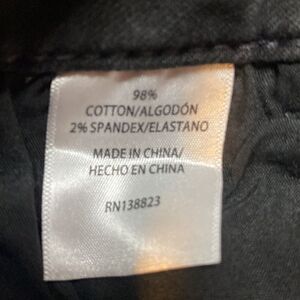 98%
COTTON/ALGODÓN
2% SPANDEX/ELASTANO
MADE IN CHINA/
HECHO EN CHINA
RN138823